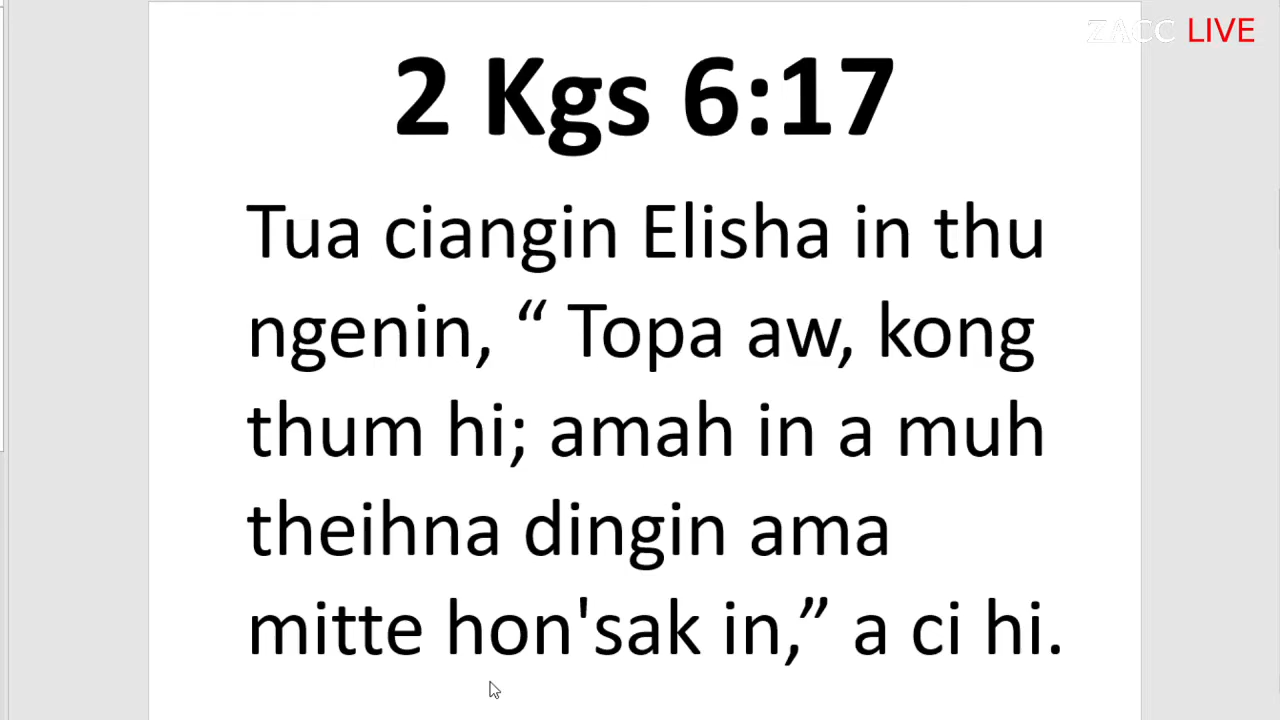 ZACC LIVE
2 Kgs 6:17
Tua ciangin Elisha in thu
ngenin, “ Topa aw, kong
thum hi; amah in a muh
theihna dingin ama
mitte hon'sak in,” a ci hi.